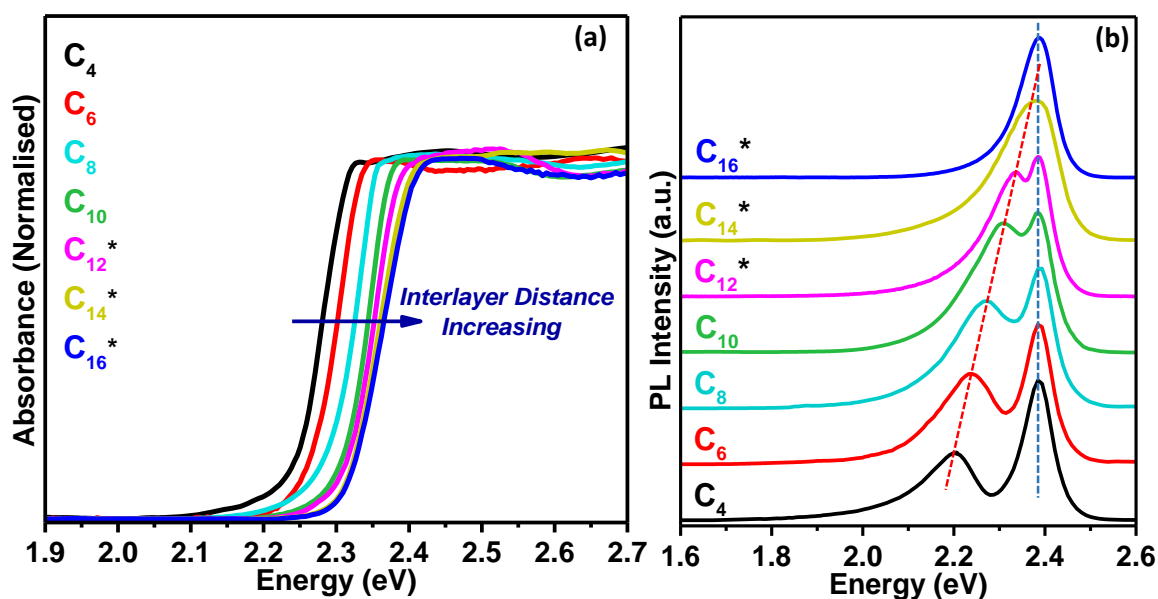 (a)
Absorbance (Normalised)
C4
C6
C8
C10
C12*
C14*
C16*
Interlayer Distance
Increasing
1.9 2.0 2.1 2.2 2.3 2.4 2.5 2.6 2.7
Energy (eV)
(b)
PL Intensity (a.u.)
C16*
C14*
C12*
C10
C8
C6
C4
1.6 1.8 2.0 2.2 2.4 2.6
Energy (eV)